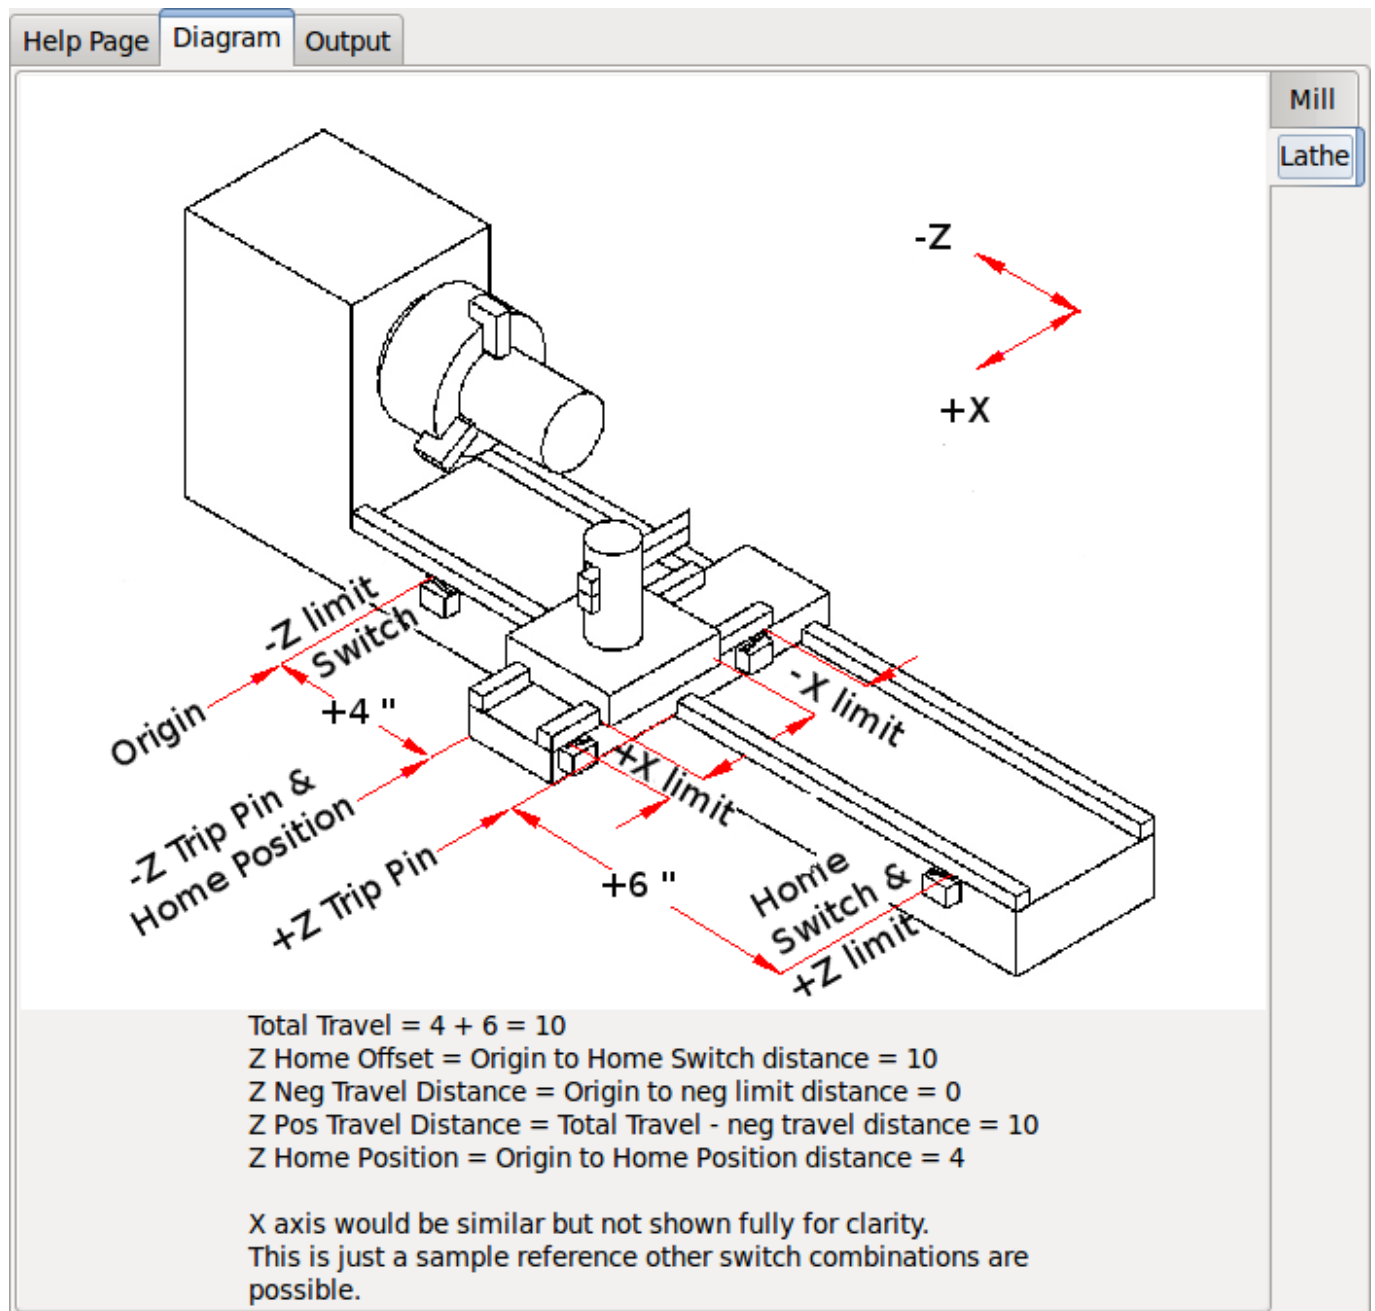 Help Page
Diagram
Output
Mill
Lathe
-Z
+X
-Z limit
Switch
Origin
+4 "
-Z Trip Pin &
Home Position
+Z Trip Pin
-X limit
+X limit
+6 "
Home
Switch &
+Z limit
Total Travel = 4 + 6 = 10
Z Home Offset = Origin to Home Switch distance = 10
Z Neg Travel Distance = Origin to neg limit distance = 0
Z Pos Travel Distance = Total Travel - neg travel distance = 10
Z Home Position = Origin to Home Position distance = 4
X axis would be similar but not shown fully for clarity.
This is just a sample reference other switch combinations are
possible.